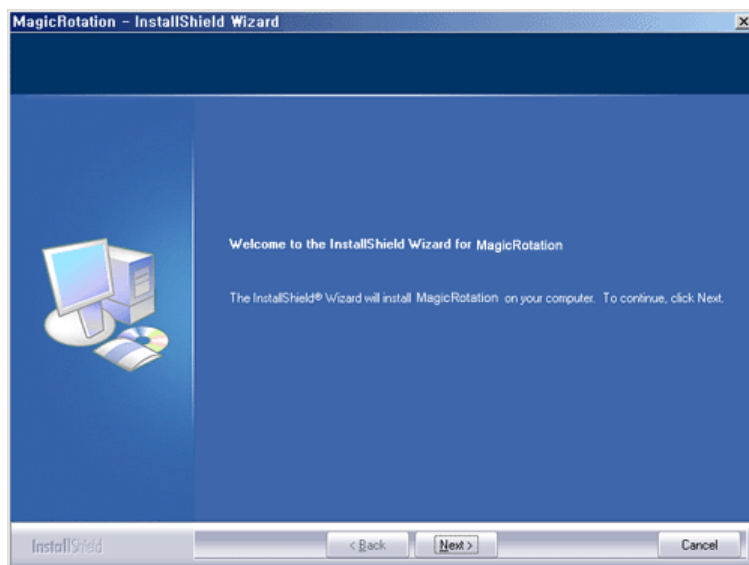 MagicRotation - InstallShield Wizard
Welcome to the InstallShield Wizard for MagicRotation
The InstallShield® Wizard will install MagicRotation on your computer. To continue, click Next.
InstallShield
< Back
Next >
Cancel